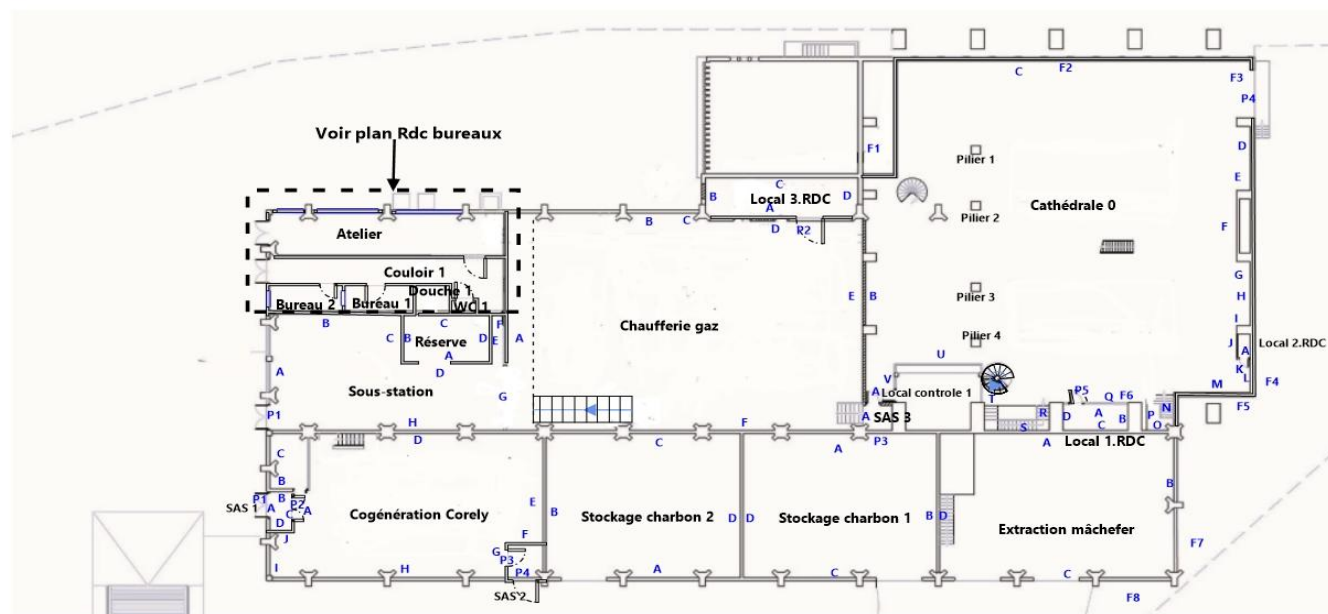 C F2 F3
P4
Voir plan Rdc bureaux
F1
Pilier 1
D
E
C
B Local 3.RDC D
A
Pilier 2
Cathédrale 0
F
B C D R2
Atelier
Couloir 1
Douche 1
Bureau 2 Bureau 1 WC 1
G
H
I
E B
Pilier 3
Chaufferie gaz
B C B C D F E A
Réserve
A
D
Pilier 4
J A Local 2.RDC
K
L
U
A
Sous-station
G
V
A Local controle 1
T
M F4
F5
P5 Q F6
P1
H
F
A SAS 3
S R D A B P N
C O
D
C
A
P3
A
Local 1.RDC
C
B
P1 B P2
SAS 1 A C A
D
J
Cogénération Corely
E
F
G
P3
P4
B Stockage charbon 2 D
D Stockage charbon 1 B
D Extraction mâchefer
B
F7
I H
SAS 2
A
C
C
F8